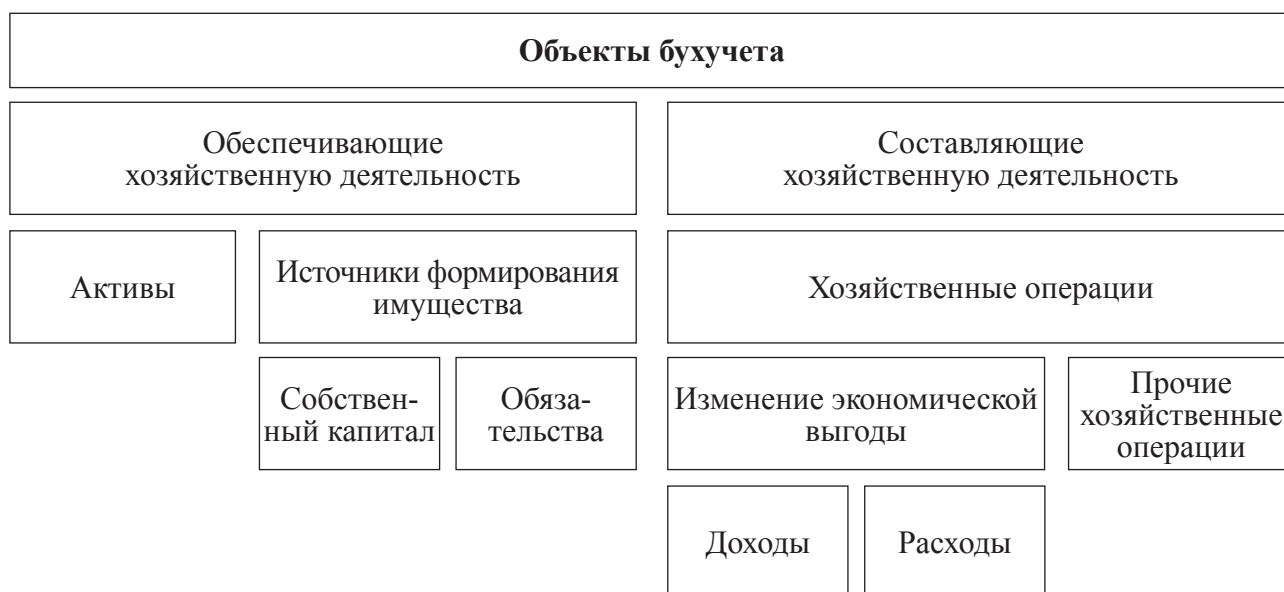 Объекты бухучета
Обеспечивающие
хозяйственную деятельность
Составляющие
хозяйственную деятельность
Активы
Источники формирования
имущества
Хозяйственные операции
Собствен-
ный капитал
Обяза-
тельства
Изменение экономической
выгоды
Прочие
хозяйственные
операции
Доходы
Расходы